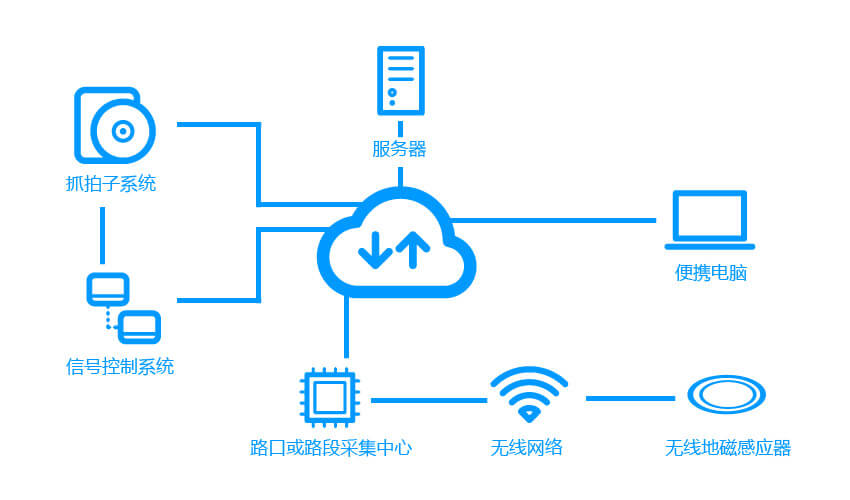 服务器
抓拍子系统
便携电脑
信号控制系统
路口或路段采集中心
无线网络
无线地磁感应器